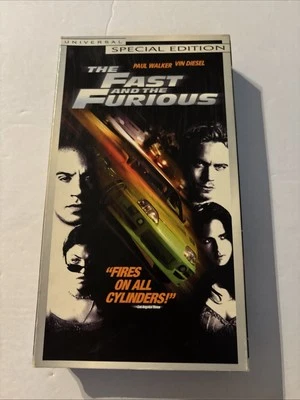 UNIVERSAL
SPECIAL EDITION
PAUL WALKER VIN DIESEL
THE
FAST
AND THE
FURIOUS
"FIRES
ON ALL
CYLINDERS!"